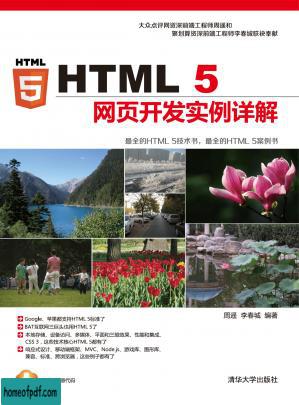 大众点评网资深前端工程师周遥和
聚划算资深前端工程师李春城联袂奉献
HTML
5
HTML 5
网页开发实例详解
最全的HTML 5技术书，最全的HTML 5案例书
Google、苹果都支持HTML 5标准了
BAT互联网三巨头也用HTML 5了
本地存储、设备访问、多媒体、平面和三维效果、性能和集成、
CSS 3，这些技术核心HTML 5都有了
响应式设计、移动端框架、MVC、Node.js、游戏库、图形库、
兼容、标准、跨浏览器，这些例子都有了
周遥 李春城 编著
源代码
清华大学出版社
homeofpdf.com